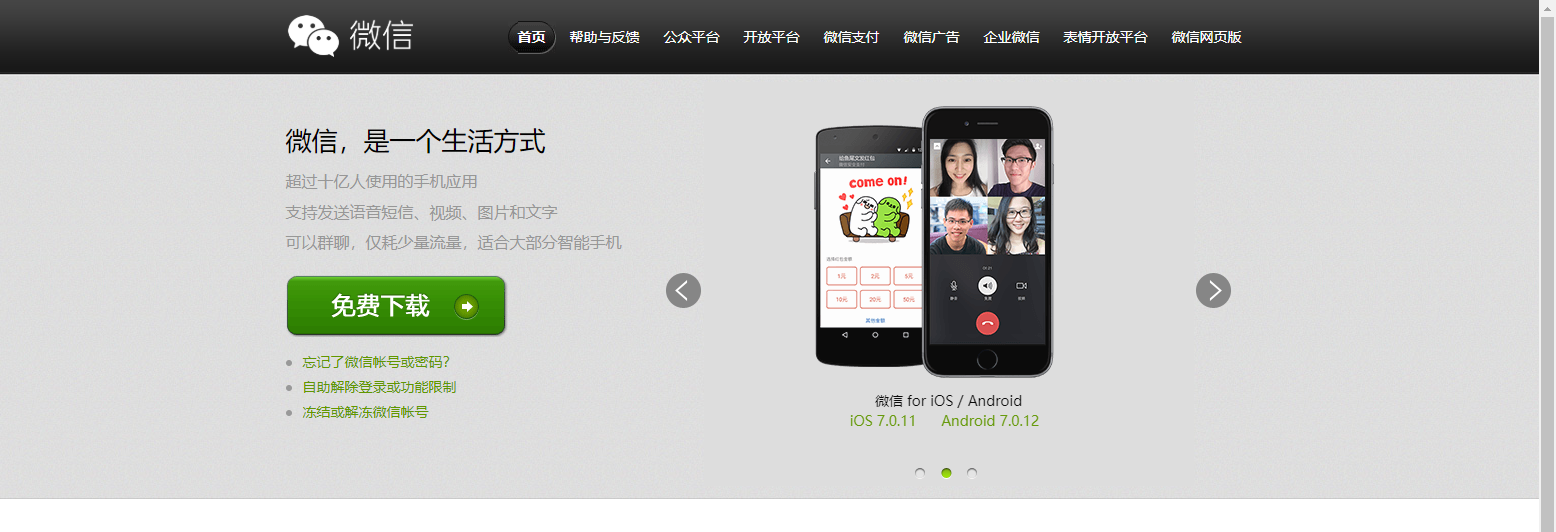 微信
首页 帮助与反馈 公众平台 开放平台 微信支付 微信广告 企业微信 表情开放平台 微信网页版
微信，是一个生活方式
超过十亿人使用的手机应用
支持发送语音短信、视频、图片和文字
可以群聊，仅耗少量流量，适合大部分智能手机
免费下载
忘记了微信帐号或密码?
自助解除登录或功能限制
冻结或解冻微信帐号
come on!
1元 2元 5元
10元 20元 50元
其他金额
微信 for iOS / Android
iOS 7.0.11 Android 7.0.12